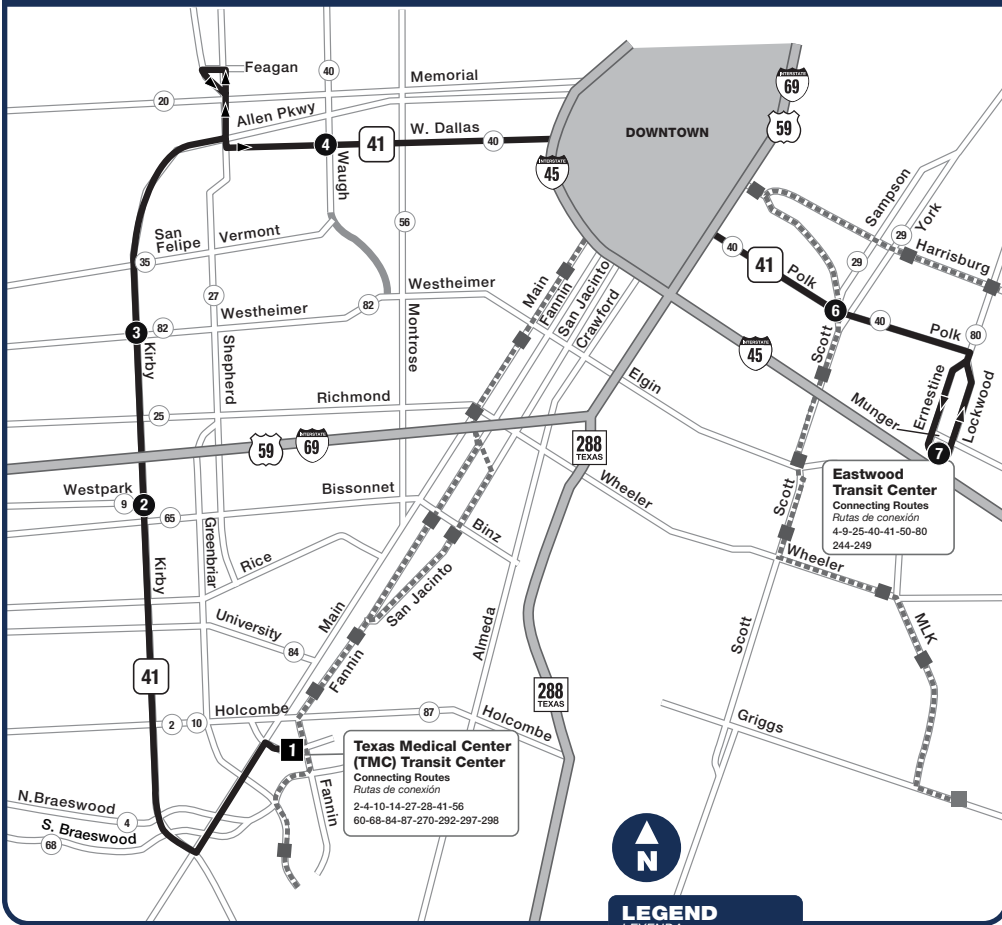 Feagan
40
Memorial
20
Allen Pkwy
W. Dallas
40
41
4
Waugh
DOWNTOWN
INTERSTATE
69
59
INTERSTATE
45
56
San
Felipe
Vermont
35
27
Westheimer
82
Westheimer
82
3
Kirby
Shepherd
Montrose
Main
Fannin
San Jacinto
Crawford
Sampson
York
29
29
Harrisburg
40
41
Polk
6
40
Polk
80
Scott
INTERSTATE
45
Ernestine
Lockwood
Munger
7
Elgin
Richmond
25
59
INTERSTATE
69
288
TEXAS
Westpark
9
2
65
Bissonnet
Wheeler
Scott
Eastwood
Transit Center
Connecting Routes
Rutas de conexión
4-9-25-40-41-50-80
244-249
Wheeler
MLK
Greenbriar
Kirby
Rice
Binz
San Jacinto
University
84
Main
Fannin
Almeda
Scott
41
288
TEXAS
2
10
Holcombe
87
Holcombe
Griggs
1
Texas Medical Center
(TMC) Transit Center
Connecting Routes
Rutas de conexión
2-4-10-14-27-28-41-56
60-68-84-87-270-292-297-298
Fannin
N.Braeswood
4
S. Braeswood
68
N
LEGEND